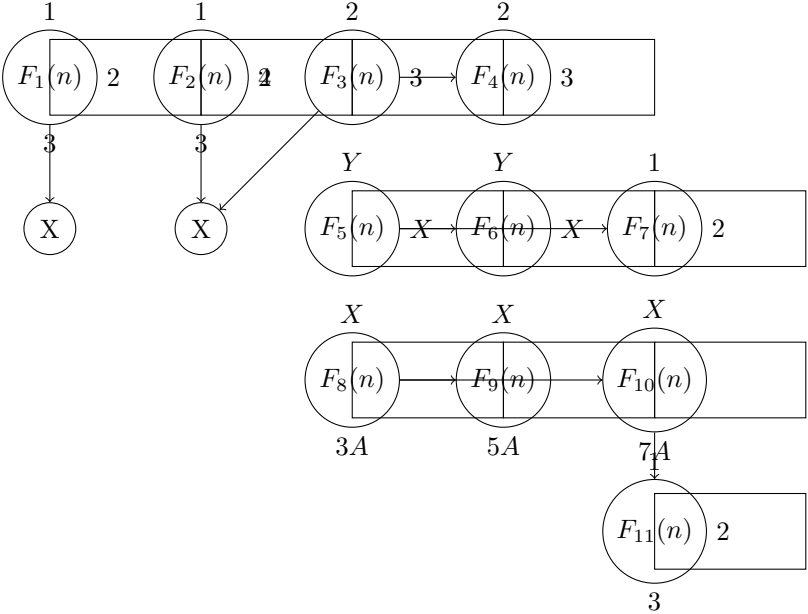 1 1 2 2
F₁(n) 2 F₂(n) F₃(n) 3 F₄(n) 3
3 3
Y Y 1
X X F₅(n) X F₆(n) X F₇(n) 2
X X X
F₈(n) F₉(n) F₁₀(n)
3A 5A 7A
1
F₁₁(n) 2
3